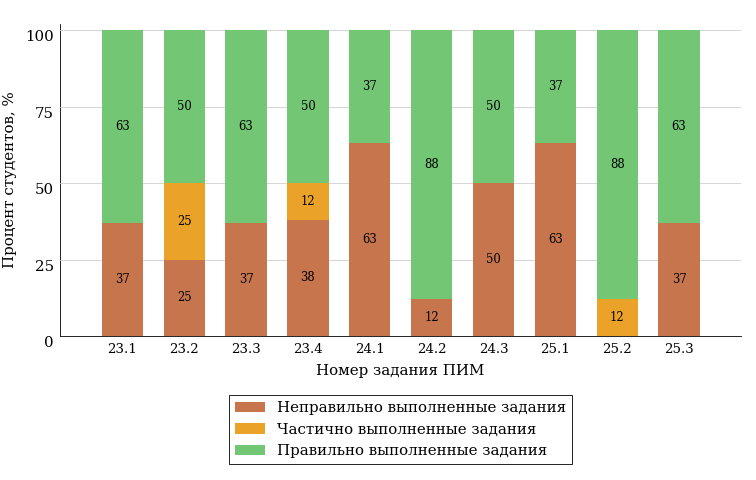 Процент студентов, %
100
75
50
25
0
63 50 63 50 37 88 50 37 88 63
25 12
37 25 37 38 63 12 50 63 12 37
23.1 23.2 23.3 23.4 24.1 24.2 24.3 25.1 25.2 25.3
Номер задания ПИМ
Неправильно выполненные задания
Частично выполненные задания
Правильно выполненные задания